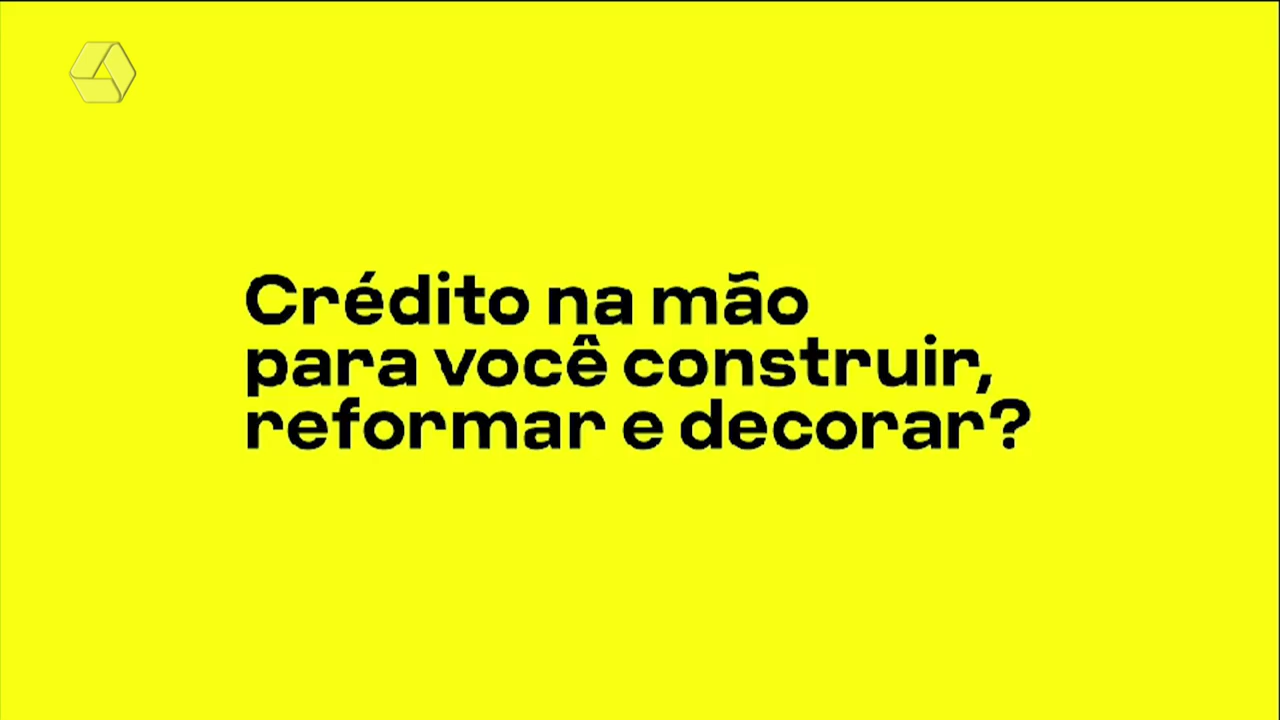 Crédito na mão
para você construir,
reformar e decorar?